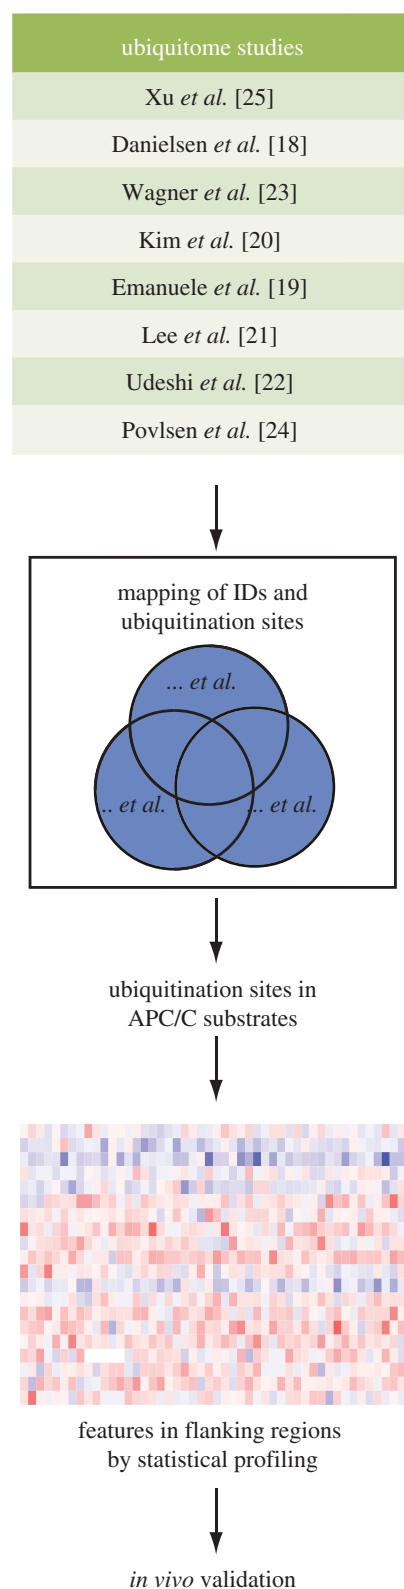 ubiquitome studies
Xu et al. [25]
Danielsen et al. [18]
Wagner et al. [23]
Kim et al. [20]
Emanuele et al. [19]
Lee et al. [21]
Udeshi et al. [22]
Povlsen et al. [24]
mapping of IDs and
ubiquitination sites
... et al.
.. et al.
... et al.
ubiquitination sites in
APC/C substrates
features in flanking regions
by statistical profiling
in vivo validation